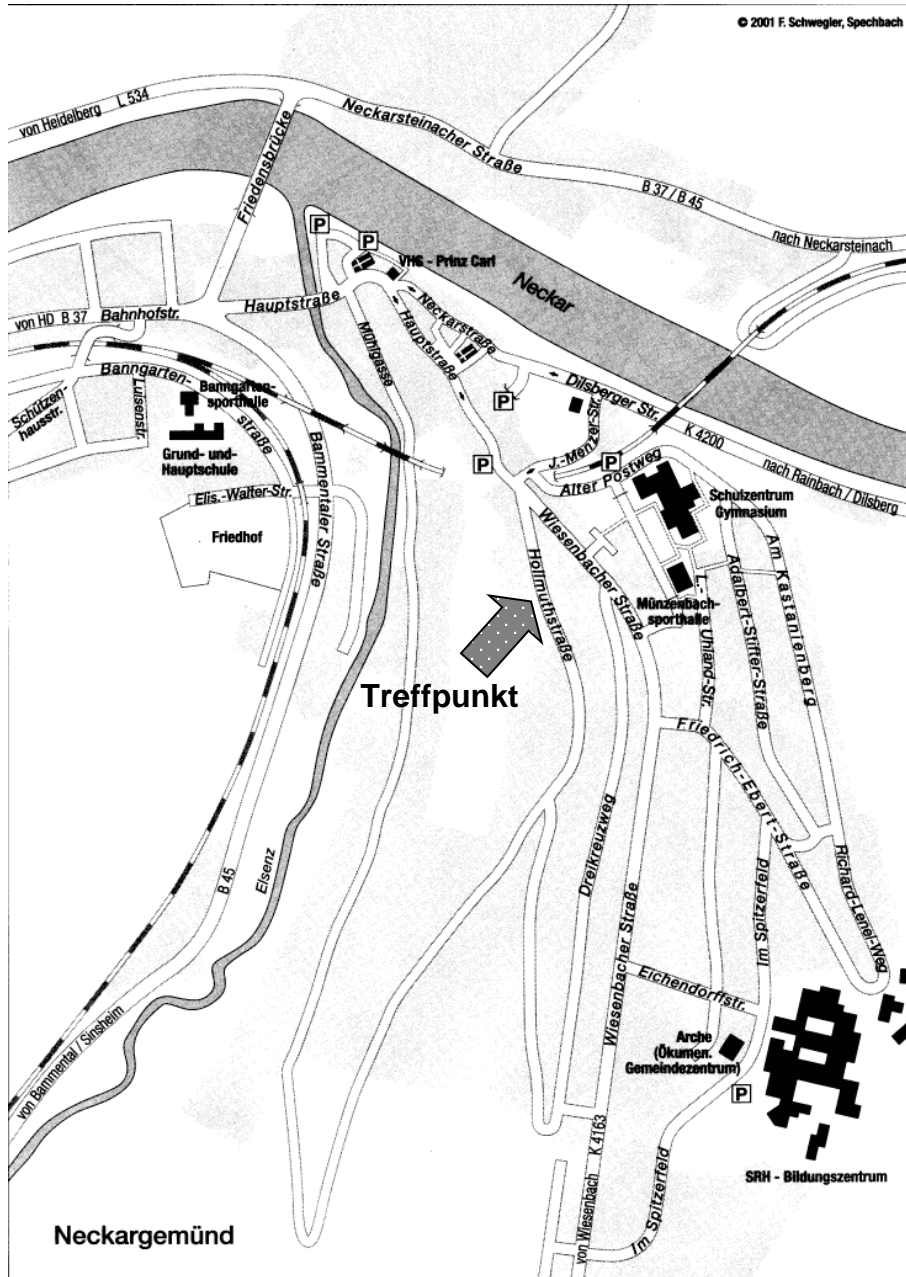 © 2001 F. Schwegler, Spechbach
von Heidelberg L 534
Neckarsteinacher Straße
B 37 / B 45
nach Neckarsteinach
Friedensbrücke
P
P
VHS - Prinz Carl
Neckar
Hauptstraße
von HD B 37
Bahnhofstr.
Mühlgasse
Hauptstraße
Neckarstraße
Banngarten-
straße
Schützen-
hausstr.
Luisenstr.
Banngarten-
sporthalle
Grund- und
Hauptschule
Bammentaler Straße
P
Dilsberger Str.
K 4200
nach Rainbach / Dilsberg
J.-Menzer-Str.
P
P
Alter Postweg
Schulzentrum
Gymnasium
Elis.-Walter-Str.
Friedhof
Hollmuthstraße
Wiesenbacher Straße
Münzenbach-
sporthalle
L.-Uhland-Str.
Adalbert-Stifter-Straße
Am Kastanienberg
Treffpunkt
Friedrich-Ebert-Straße
Dreikreuzweg
Wiesenbacher Straße
Im Spitzerfeld
Richard-Lenel-Weg
B 45
Elsenz
Eichendorffstr.
Arche
(Ökumen.
Gemeindezentrum)
P
von Bammental / Sinsheim
K 4163
von Wiesenbach
Im Spitzerfeld
SRH - Bildungszentrum
Neckargemünd